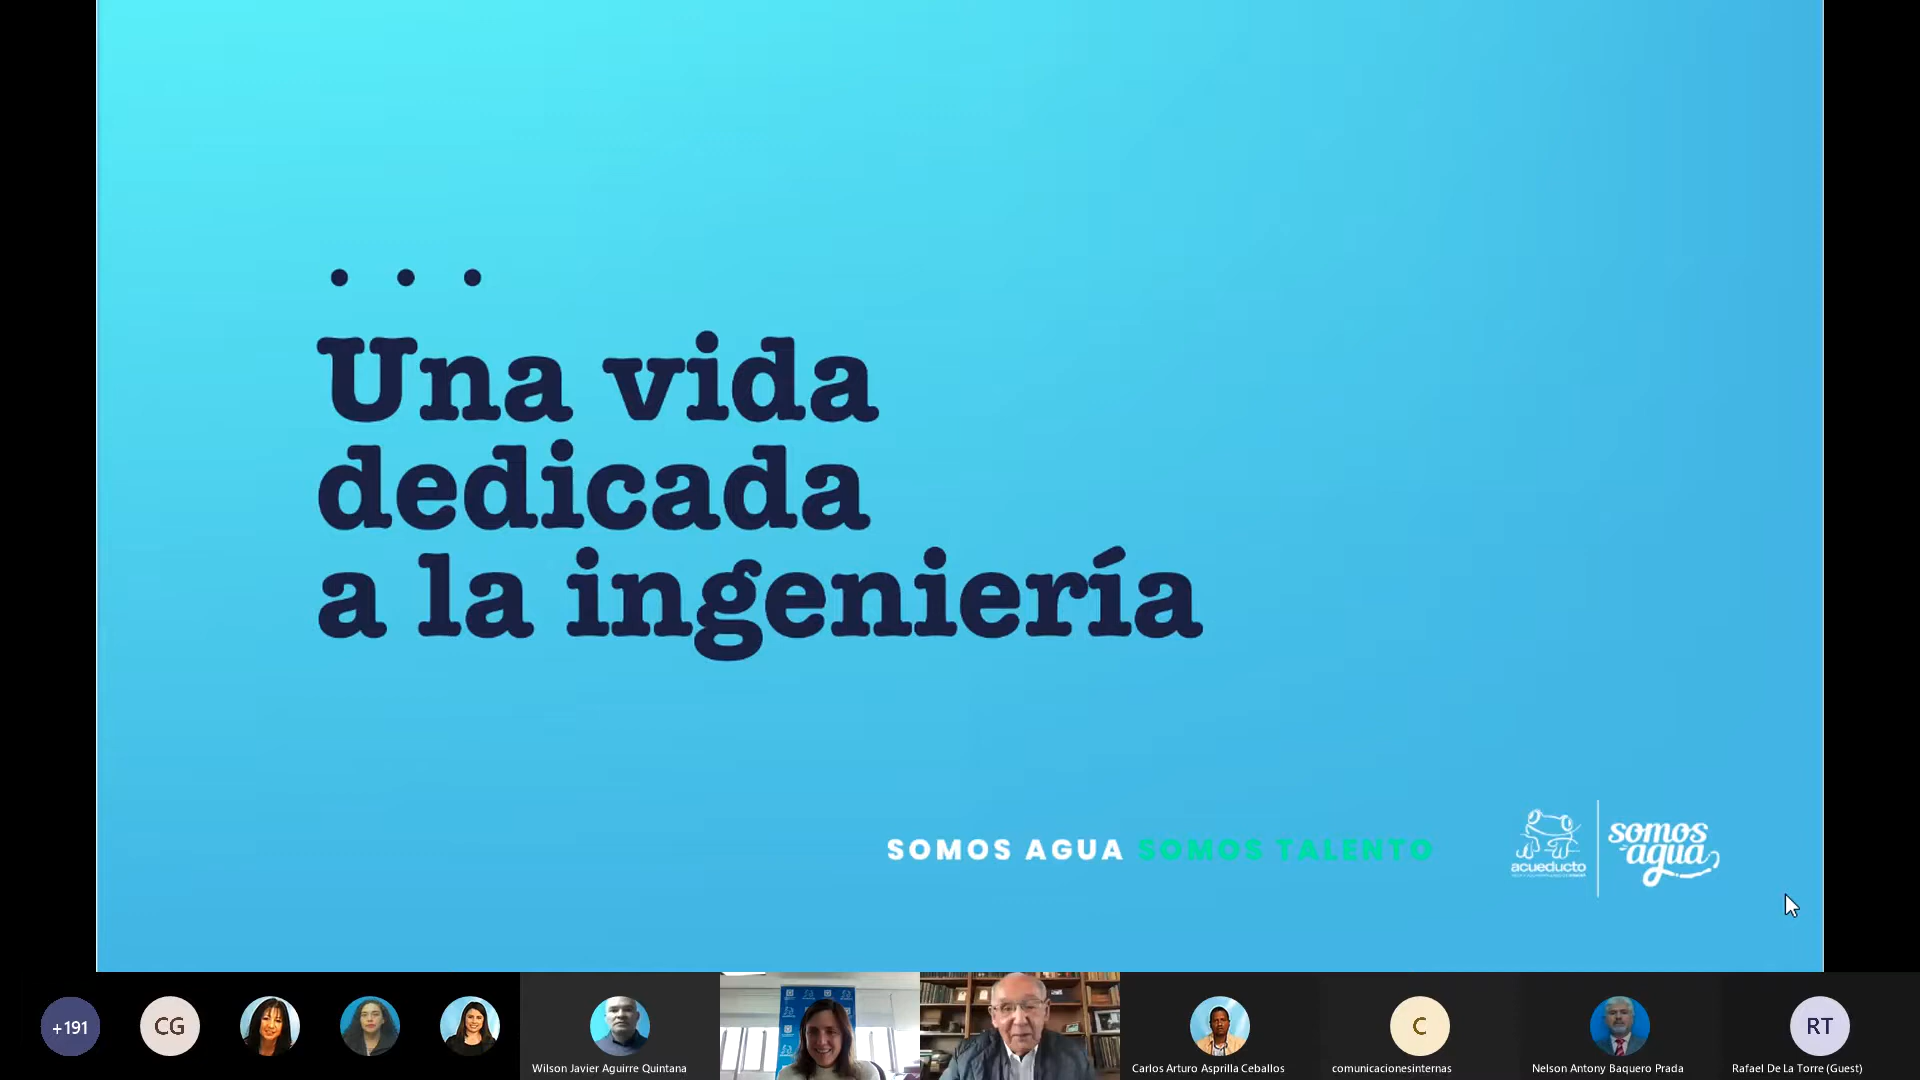 Una vida
dedicada
a la ingeniería
SOMOS AGUA SOMOS TALENTO
acueducto
somos
agua
+191
CG
Wilson Javier Aguirre Quintana
Carlos Arturo Asprilla Ceballos
C
comunicacionesinternas
Nelson Antony Baquero Prada
RT
Rafael De La Torre (Guest)